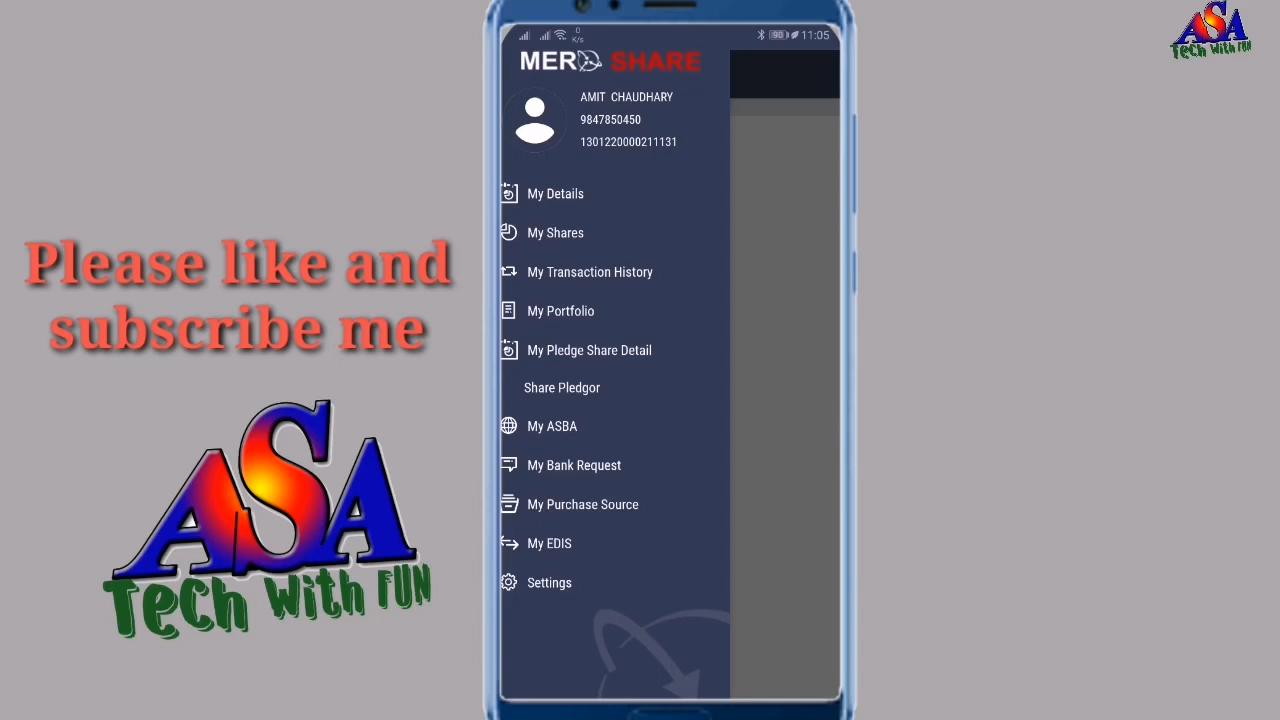 ASA
Tech With FUN
0
K/s
90
11:05
MERO SHARE
AMIT CHAUDHARY
9847850450
1301220000211131
My Details
My Shares
My Transaction History
My Portfolio
My Pledge Share Detail
Share Pledgor
My ASBA
My Bank Request
My Purchase Source
My EDIS
Settings
Please like and
subscribe me
ASA
Tech With FUN